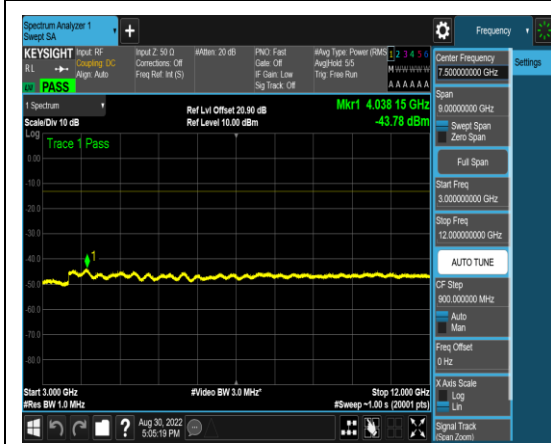 Spectrum Analyzer 1
Swept SA
+
Frequency
KEYSIGHT
RL
PASS
Input: RF
Coupling: DC
Align: Auto
Input Z: 50 Ω
Corrections: Off
Freq Ref: Int (S)
#Atten: 20 dB
PNO: Fast
Gate: Off
IF Gain: Low
Sig Track: Off
#Avg Type: Power (RMS
Avg|Hold: 5/5
Trig: Free Run
1 2 3 4 5 6
M W W W W W
A A A A A A
1 Spectrum
Scale/Div 10 dB
Ref Lvl Offset 20.90 dB
Ref Level 10.00 dBm
Mkr1 4.038 15 GHz
-43.78 dBm
Log
Trace 1 Pass
0.00
-10.0
-20.0
-30.0
-40.0
-50.0
-60.0
-70.0
-80.0
1
Start 3.000 GHz
#Res BW 1.0 MHz
#Video BW 3.0 MHz*
Stop 12.000 GHz
#Sweep ~1.00 s (20001 pts)
Aug 30, 2022
5:05:19 PM
Center Frequency
7.500000000 GHz
Span
9.00000000 GHz
Swept Span
Zero Span
Full Span
Start Freq
3.000000000 GHz
Stop Freq
12.000000000 GHz
AUTO TUNE
CF Step
900.000000 MHz
Auto
Man
Freq Offset
0 Hz
X Axis Scale
Log
Lin
Signal Track
(Span Zoom)
Settings